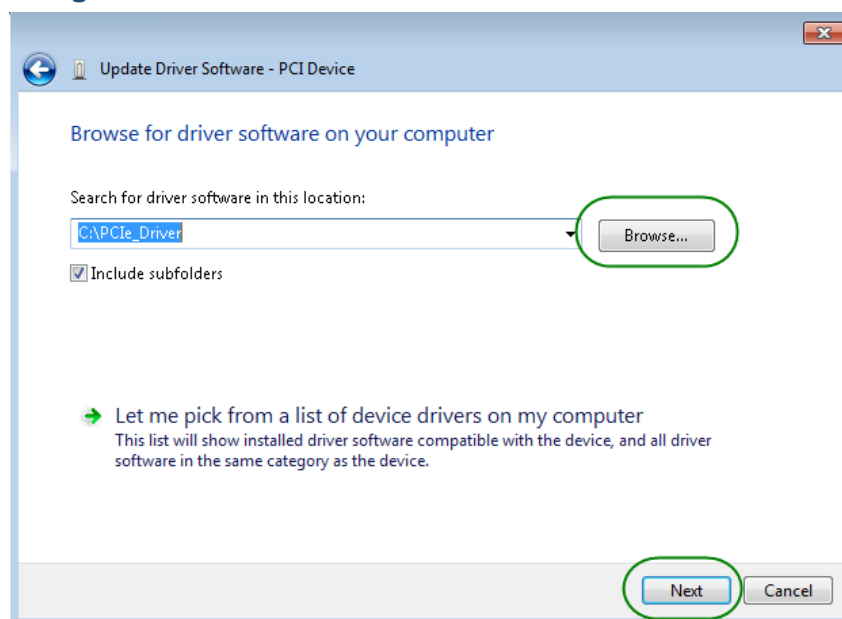 Update Driver Software - PCI Device
Browse for driver software on your computer
Search for driver software in this location:
C:\PCIe_Driver
Browse...
Include subfolders
Let me pick from a list of device drivers on my computer
This list will show installed driver software compatible with the device, and all driver
software in the same category as the device.
Next
Cancel